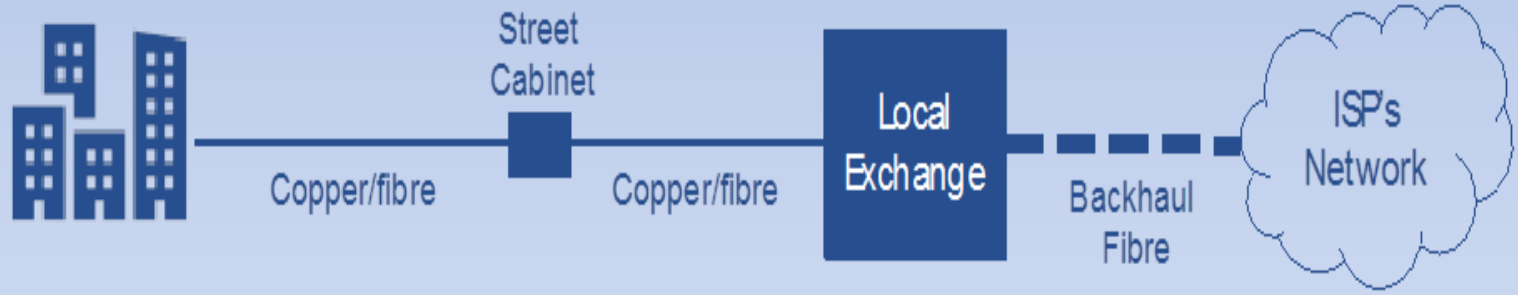 Street
Cabinet
Copper/fibre
Copper/fibre
Local
Exchange
Backhaul
Fibre
ISP's
Network